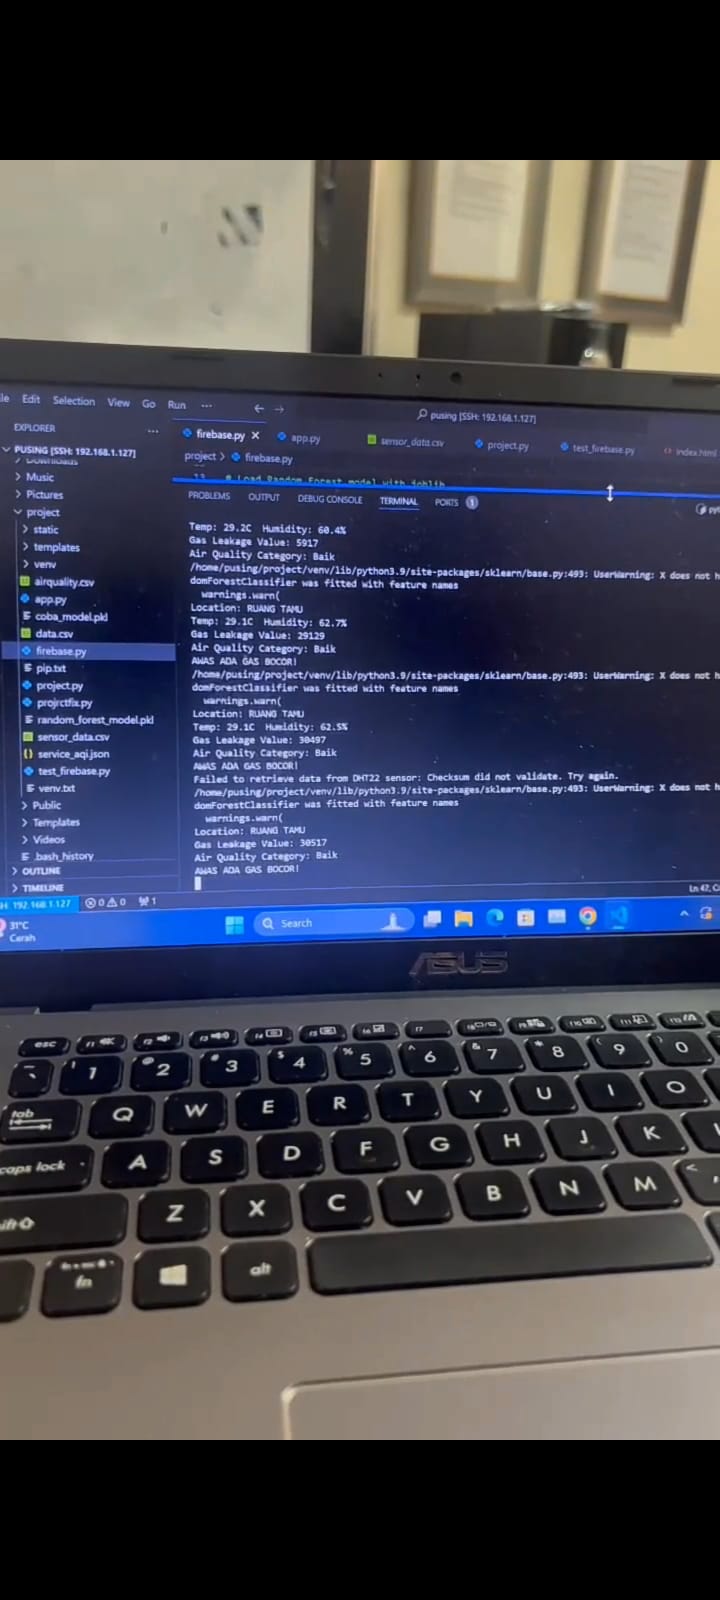 Edit Selection View Go Run ...
pusing [SSH: 192.168.1.127]
EXPLORER
PUSING [SSH: 192.168.1.127]
Downloads
Music
Pictures
project
static
templates
venv
airquality.csv
app.py
coba_model.pkl
data.csv
firebase.py
pip.txt
project.py
projrctfix.py
random_forest_model.pkl
sensor_data.csv
service_aqi.json
test_firebase.py
venv.txt
Public
Templates
Videos
.bash_history
OUTLINE
TIMELINE
firebase.py app.py sensor_data.csv project.py test_firebase.py index.html
project > firebase.py
13 # Load Random Forest model with joblib
PROBLEMS OUTPUT DEBUG CONSOLE TERMINAL PORTS 1
Temp: 29.2C Humidity: 60.4%
Gas Leakage Value: 5917
Air Quality Category: Baik
/home/pusing/project/venv/lib/python3.9/site-packages/sklearn/base.py:493: UserWarning: X does not h
domForestClassifier was fitted with feature names
warnings.warn(
Location: RUANG TAMU
Temp: 29.1C Humidity: 62.7%
Gas Leakage Value: 29129
Air Quality Category: Baik
AWAS ADA GAS BOCOR!
/home/pusing/project/venv/lib/python3.9/site-packages/sklearn/base.py:493: UserWarning: X does not h
domForestClassifier was fitted with feature names
warnings.warn(
Location: RUANG TAMU
Temp: 29.1C Humidity: 62.5%
Gas Leakage Value: 30497
Air Quality Category: Baik
AWAS ADA GAS BOCOR!
Failed to retrieve data from DHT22 sensor: Checksum did not validate. Try again.
/home/pusing/project/venv/lib/python3.9/site-packages/sklearn/base.py:493: UserWarning: X does not h
domForestClassifier was fitted with feature names
warnings.warn(
Location: RUANG TAMU
Gas Leakage Value: 30517
Air Quality Category: Baik
AWAS ADA GAS BOCOR!
H: 192.168.1.127 0 0 1
Ln 47, C
31°C
Cerah
Search
ASUS
esc f1 f2 f3 f4 f5 f6 f7 f8 f9 f10 f11 f12
~ ! 1 @ 2 # 3 $ 4 % 5 ^ 6 & 7 * 8 ( 9 ) 0
tab Q W E R T Y U I O
caps lock A S D F G H J K L
Z X C V B N M <
fn alt